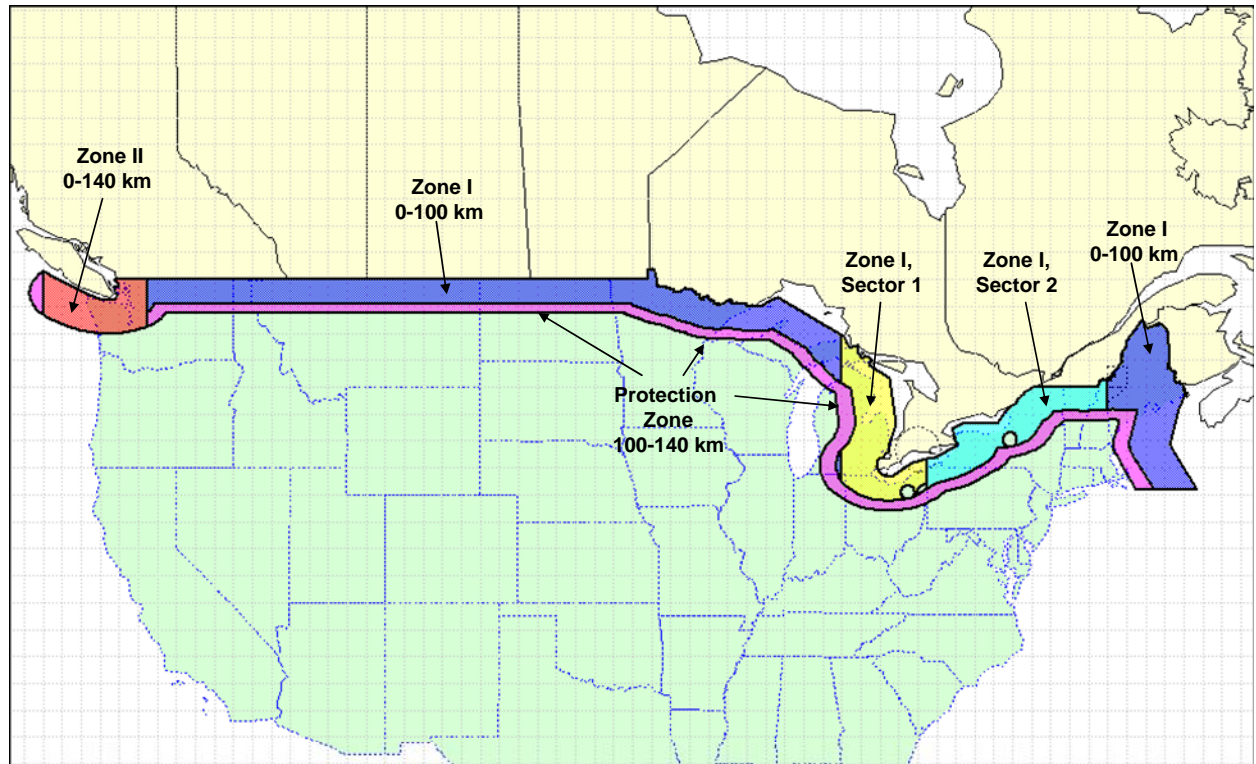 Zone II
0-140 km
Zone I
0-100 km
Zone I,
Sector 1
Zone I,
Sector 2
Zone I
0-100 km
Protection
Zone
100-140 km